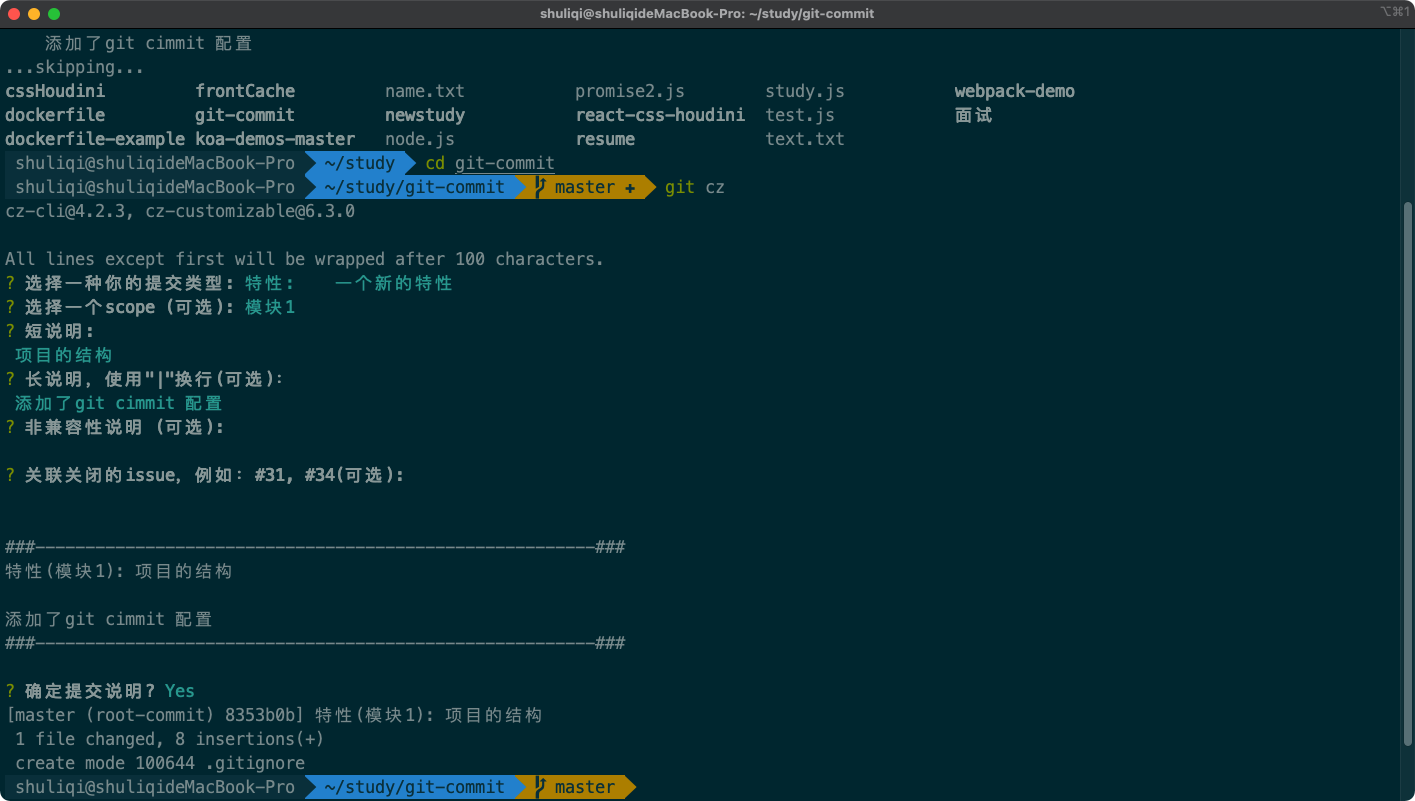 shuliqi@shuliqideMacBook-Pro: ~/study/git-commit
⌥⌘1
添加了git cimmit 配置
...skipping...
cssHoudini frontCache name.txt promise2.js study.js webpack-demo
dockerfile git-commit newstudy react-css-houdini test.js 面试
dockerfile-example koa-demos-master node.js resume text.txt
shuliqi@shuliqideMacBook-Pro ~/study cd git-commit
shuliqi@shuliqideMacBook-Pro ~/study/git-commit master + git cz
cz-cli@4.2.3, cz-customizable@6.3.0
All lines except first will be wrapped after 100 characters.
? 选择一种你的提交类型: 特性: 一个新的特性
? 选择一个scope (可选): 模块1
? 短说明:
项目的结构
? 长说明，使用"|"换行(可选)：
添加了git cimmit 配置
? 非兼容性说明 (可选):
? 关联关闭的issue，例如：#31, #34(可选):
###--------------------------------------------------------###
特性(模块1): 项目的结构
添加了git cimmit 配置
###--------------------------------------------------------###
? 确定提交说明? Yes
[master (root-commit) 8353b0b] 特性(模块1): 项目的结构
1 file changed, 8 insertions(+)
create mode 100644 .gitignore
shuliqi@shuliqideMacBook-Pro ~/study/git-commit master